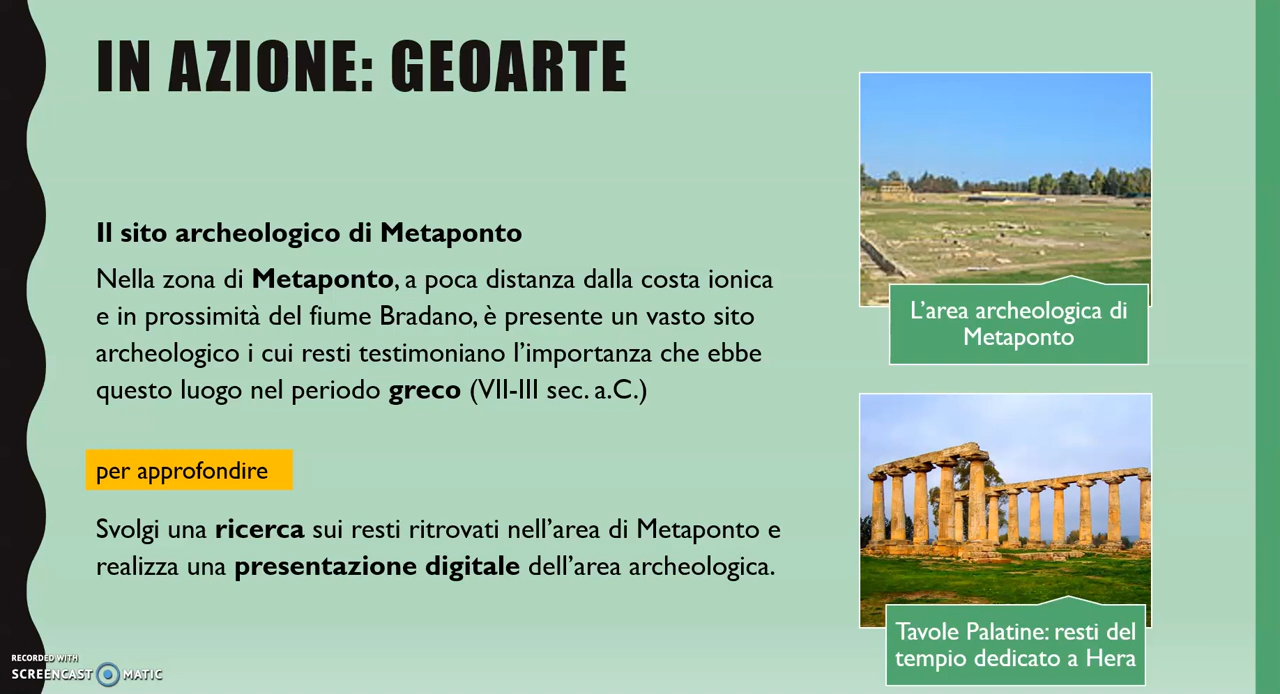 IN AZIONE: GEOARTE
Il sito archeologico di Metaponto
Nella zona di Metaponto, a poca distanza dalla costa ionica
e in prossimità del fiume Bradano, è presente un vasto sito
archeologico i cui resti testimoniano l'importanza che ebbe
questo luogo nel periodo greco (VII-III sec. a.C.)
per approfondire
Svolgi una ricerca sui resti ritrovati nell'area di Metaponto e
realizza una presentazione digitale dell'area archeologica.
L'area archeologica di
Metaponto
Tavole Palatine: resti del
tempio dedicato a Hera
RECORDED WITH
SCREENCAST MATIC